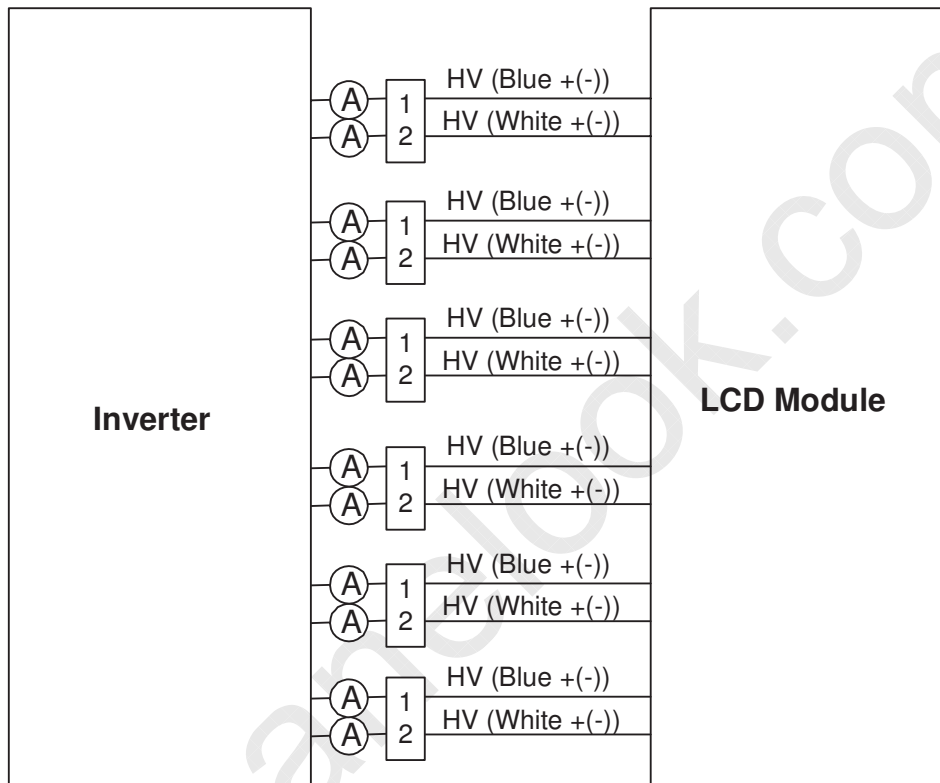 HV (Blue +(-))
A 1
HV (White +(-))
A 2
HV (Blue +(-))
A 1
HV (White +(-))
A 2
HV (Blue +(-))
A 1
HV (White +(-))
A 2
Inverter
LCD Module
HV (Blue +(-))
A 1
HV (White +(-))
A 2
HV (Blue +(-))
A 1
HV (White +(-))
A 2
HV (Blue +(-))
A 1
HV (White +(-))
A 2
anelook.com